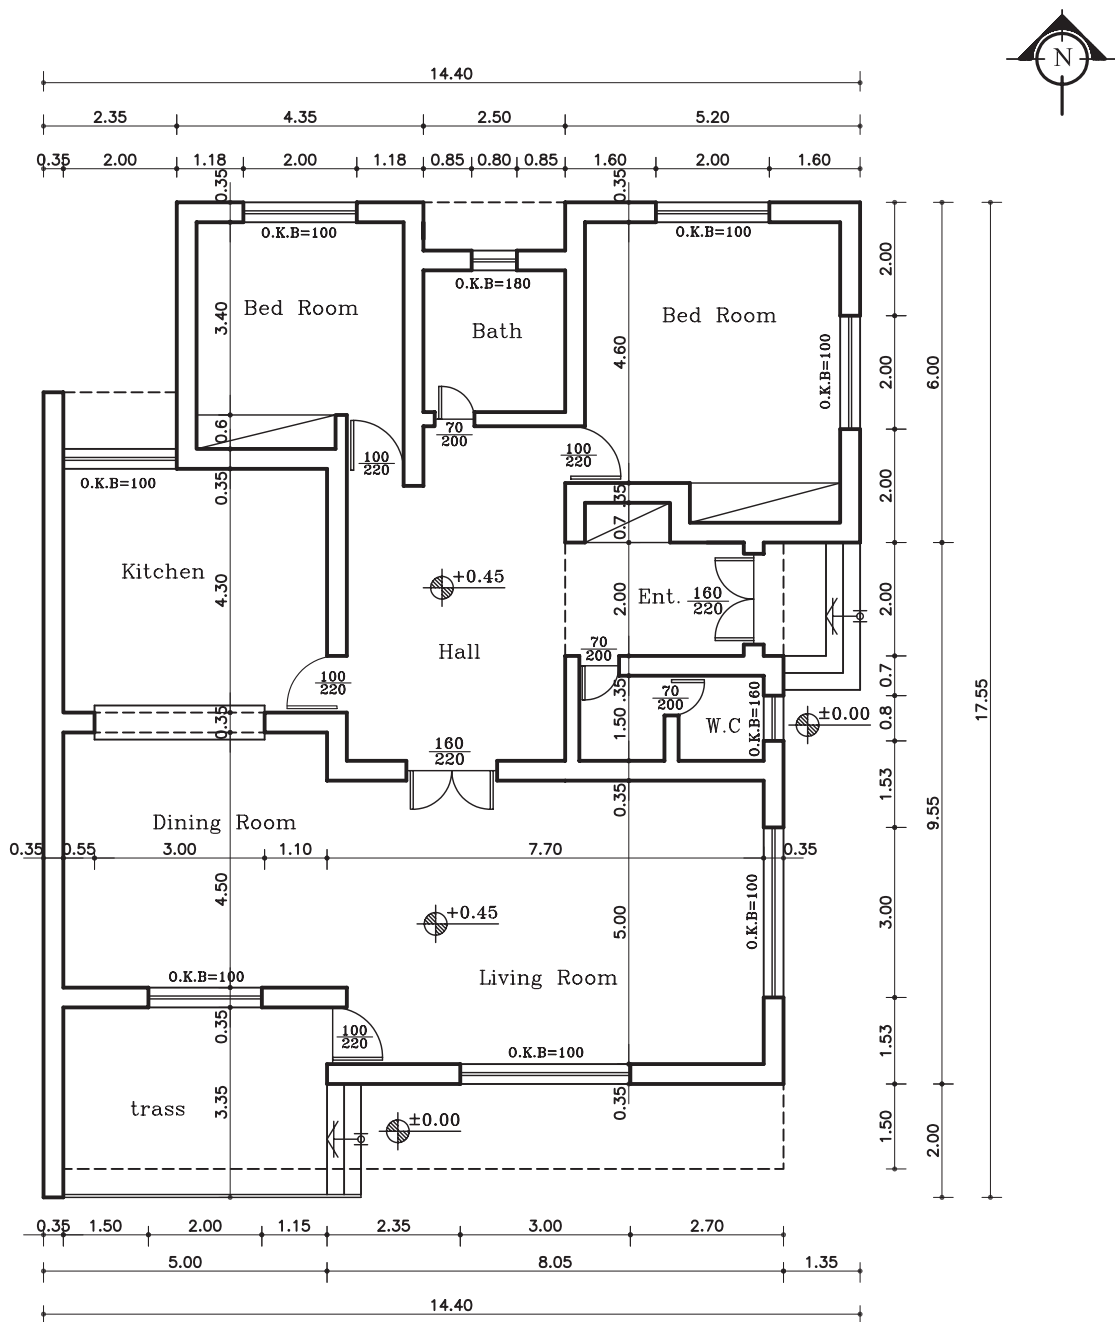 N
14.40
2.35 4.35 2.50 5.20
0.35 2.00 1.18 2.00 1.18 0.85 0.80 0.85 1.60 2.00 1.60
0.35 0.35
O.K.B=100 O.K.B=100
2.00
O.K.B=180
Bed Room Bath Bed Room
3.40 4.60
O.K.B=100 2.00 6.00
0.6
70
200
100
220
100
220
O.K.B=100
0.35 .35 2.00
0.7
Kitchen 4.30
+0.45
2.00 Ent. 160
220
2.00
Hall
70
200
100
220
.35 70
200
0.7
17.55
0.35 1.50 W.C O.K.B=160 ±0.00 0.8
160
220
0.35 1.53
Dining Room 9.55
0.35 0.55 3.00 1.10 7.70 0.35
4.50
+0.45 5.00 O.K.B=100 3.00
O.K.B=100 Living Room
0.35 100
220
1.53
O.K.B=100
trass 3.35 ±0.00 0.35 1.50 2.00
0.35 1.50 2.00 1.15 2.35 3.00 2.70
5.00 8.05 1.35
14.40